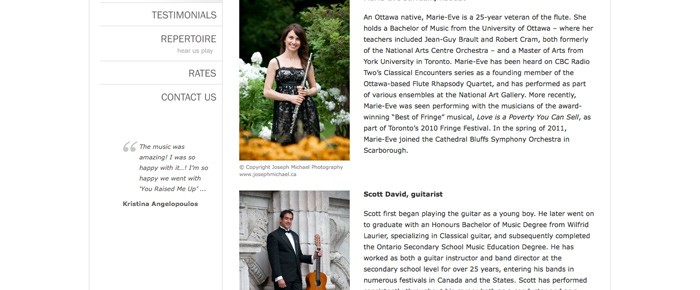 TESTIMONIALS
REPERTOIRE
hear us play
RATES
CONTACT US
The music was
amazing! I was so
happy with it...! I'm so
happy we went with
'You Raised Me Up' ...
Kristina Angelopoulos
An Ottawa native, Marie-Eve is a 25-year veteran of the flute. She
holds a Bachelor of Music from the University of Ottawa – where her
teachers included Jean-Guy Brault and Robert Cram, both formerly
of the National Arts Centre Orchestra – and a Master of Arts from
York University in Toronto. Marie-Eve has been heard on CBC Radio
Two's Classical Encounters series as a founding member of the
Ottawa-based Flute Rhapsody Quartet, and has performed as part
of various ensembles at the National Art Gallery. More recently,
Marie-Eve was seen performing with the musicians of the award-
winning "Best of Fringe" musical, Love is a Poverty You Can Sell, as
part of Toronto's 2010 Fringe Festival. In the spring of 2011,
Marie-Eve joined the Cathedral Bluffs Symphony Orchestra in
Scarborough.
© Copyright Joseph Michael Photography
www.josephmichael.ca
Scott David, guitarist
Scott first began playing the guitar as a young boy. He later went on
to graduate with an Honours Bachelor of Music Degree from Wilfrid
Laurier, specializing in Classical guitar, and subsequently completed
the Ontario Secondary School Music Education Degree. He has
worked as both a guitar instructor and band director at the
secondary school level for over 25 years, entering his bands in
numerous festivals in Canada and the States. Scott has performed